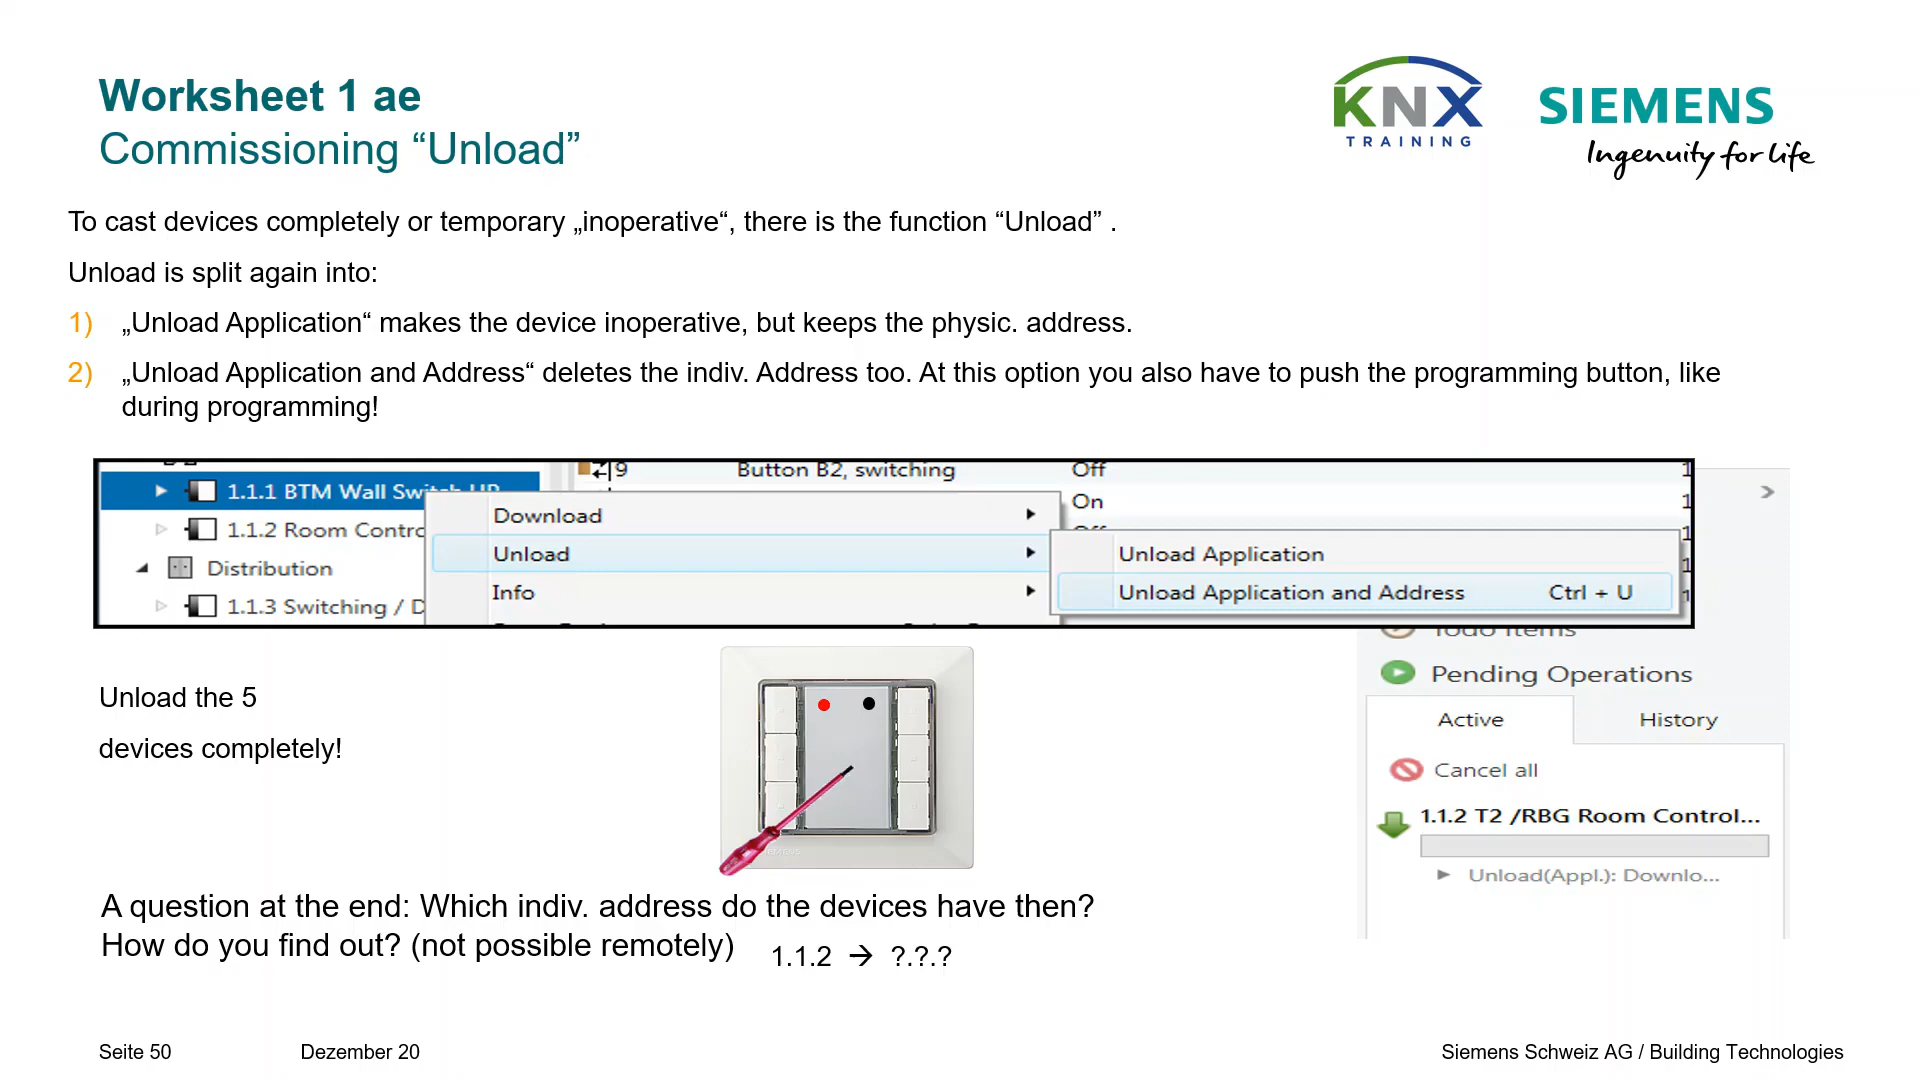 Worksheet 1 ae
Commissioning “Unload”
KNX
TRAINING
SIEMENS
Ingenuity for life
To cast devices completely or temporary „inoperative“, there is the function “Unload” .
Unload is split again into:
1) „Unload Application“ makes the device inoperative, but keeps the physic. address.
2) „Unload Application and Address“ deletes the indiv. Address too. At this option you also have to push the programming button, like
during programming!
9 Button B2, switching Off
1.1.1 BTM Wall Switch UP
On
Download
1.1.2 Room Contro
Off
Unload
Unload Application
Distribution
Info
Unload Application and Address Ctrl + U
1.1.3 Switching / D
Todo Items
Pending Operations
Active History
Cancel all
1.1.2 T2 /RBG Room Control...
Unload(Appl.): Downlo...
Unload the 5
devices completely!
SIEMENS
A question at the end: Which indiv. address do the devices have then?
How do you find out? (not possible remotely) 1.1.2 → ?.?.?
Seite 50 Dezember 20 Siemens Schweiz AG / Building Technologies